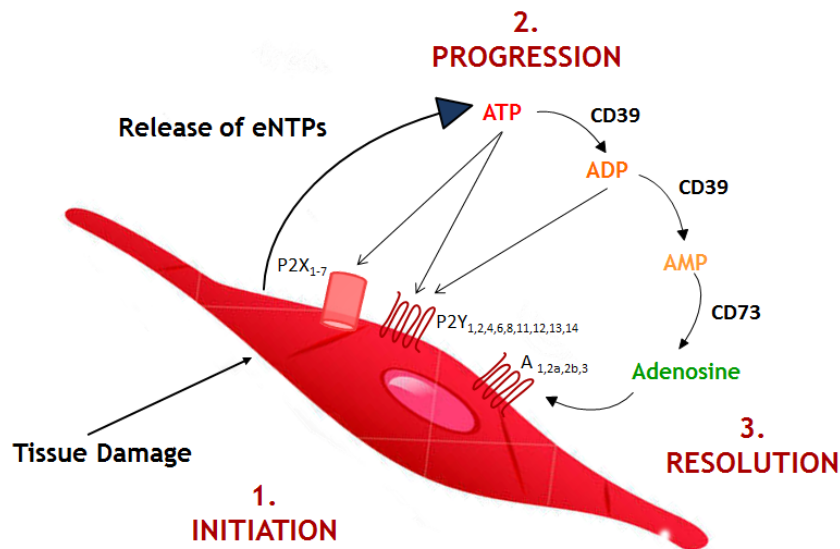 2.
PROGRESSION
ATP
CD39
Release of eNTPs
ADP
CD39
P2X1-7
AMP
P2Y1,2,4,6,8,11,12,13,14
CD73
A 1,2a,2b,3
Adenosine
Tissue Damage
3.
RESOLUTION
1.
INITIATION